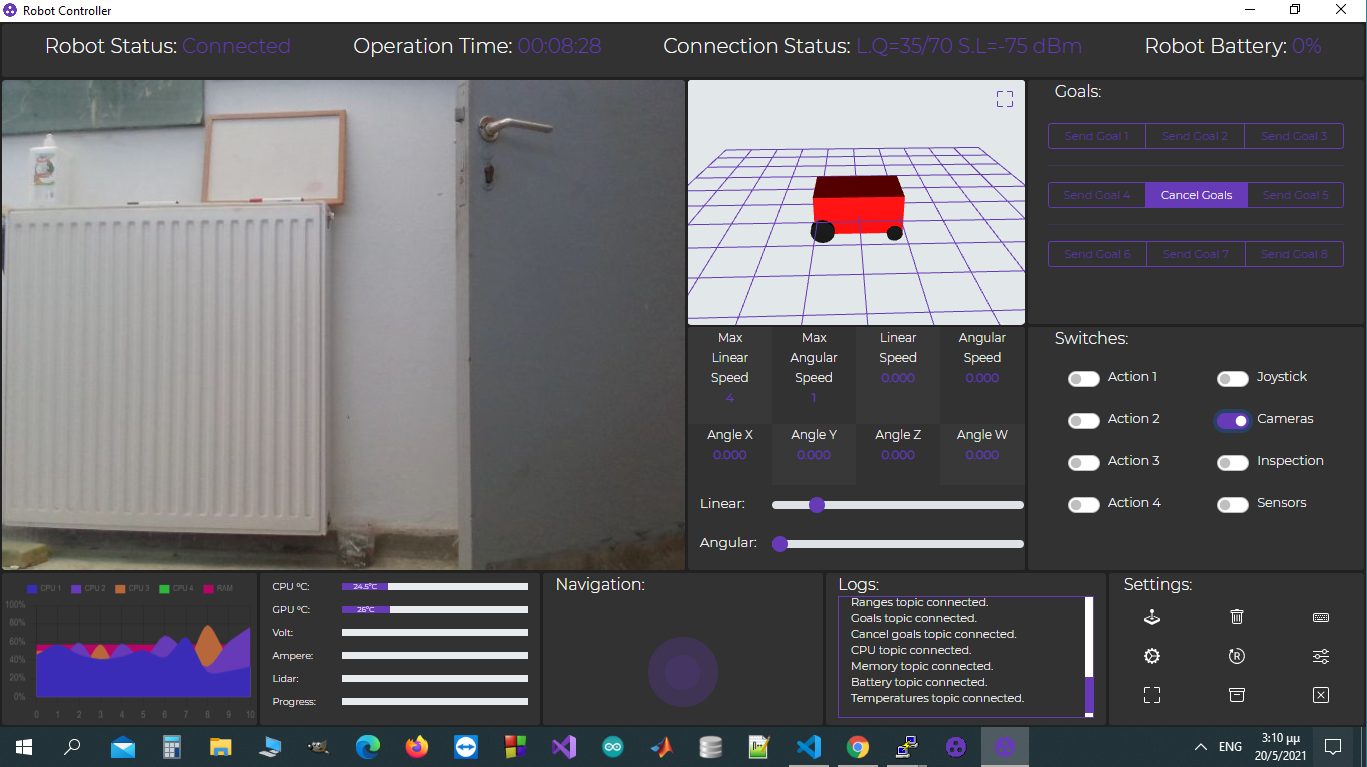 Robot Controller
Robot Status: Connected
Operation Time: 00:08:28
Connection Status: L.Q=35/70 S.L=-75 dBm
Robot Battery: 0%
Goals:
Send Goal 1
Send Goal 2
Send Goal 3
Send Goal 4
Cancel Goals
Send Goal 5
Send Goal 6
Send Goal 7
Send Goal 8
Max
Linear
Speed
4
Max
Angular
Speed
1
Linear
Speed
0.000
Angular
Speed
0.000
Angle X
0.000
Angle Y
0.000
Angle Z
0.000
Angle W
0.000
Linear:
Angular:
Switches:
Action 1
Joystick
Action 2
Cameras
Action 3
Inspection
Action 4
Sensors
CPU 1
CPU 2
CPU 3
CPU 4
RAM
100%
80%
60%
40%
20%
0%
0 1 2 3 4 5 6 7 8 9 10
CPU °C: 24.5°C
GPU °C: 26°C
Volt:
Ampere:
Lidar:
Progress:
Navigation:
Logs:
Ranges topic connected.
Goals topic connected.
Cancel goals topic connected.
CPU topic connected.
Memory topic connected.
Battery topic connected.
Temperatures topic connected.
Settings:
ENG
3:10 μμ
20/5/2021